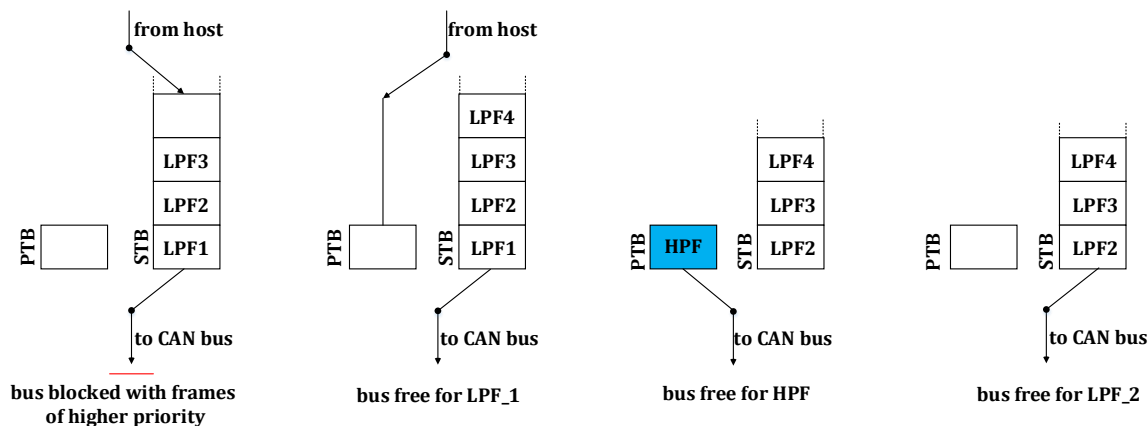 from host
LPF3
LPF2
LPF1
PTB
STB
to CAN bus
bus blocked with frames
of higher priority
from host
LPF4
LPF3
LPF2
LPF1
PTB
STB
to CAN bus
bus free for LPF_1
LPF4
LPF3
LPF2
PTB
HPF
STB
to CAN bus
bus free for HPF
LPF4
LPF3
LPF2
PTB
STB
to CAN bus
bus free for LPF_2